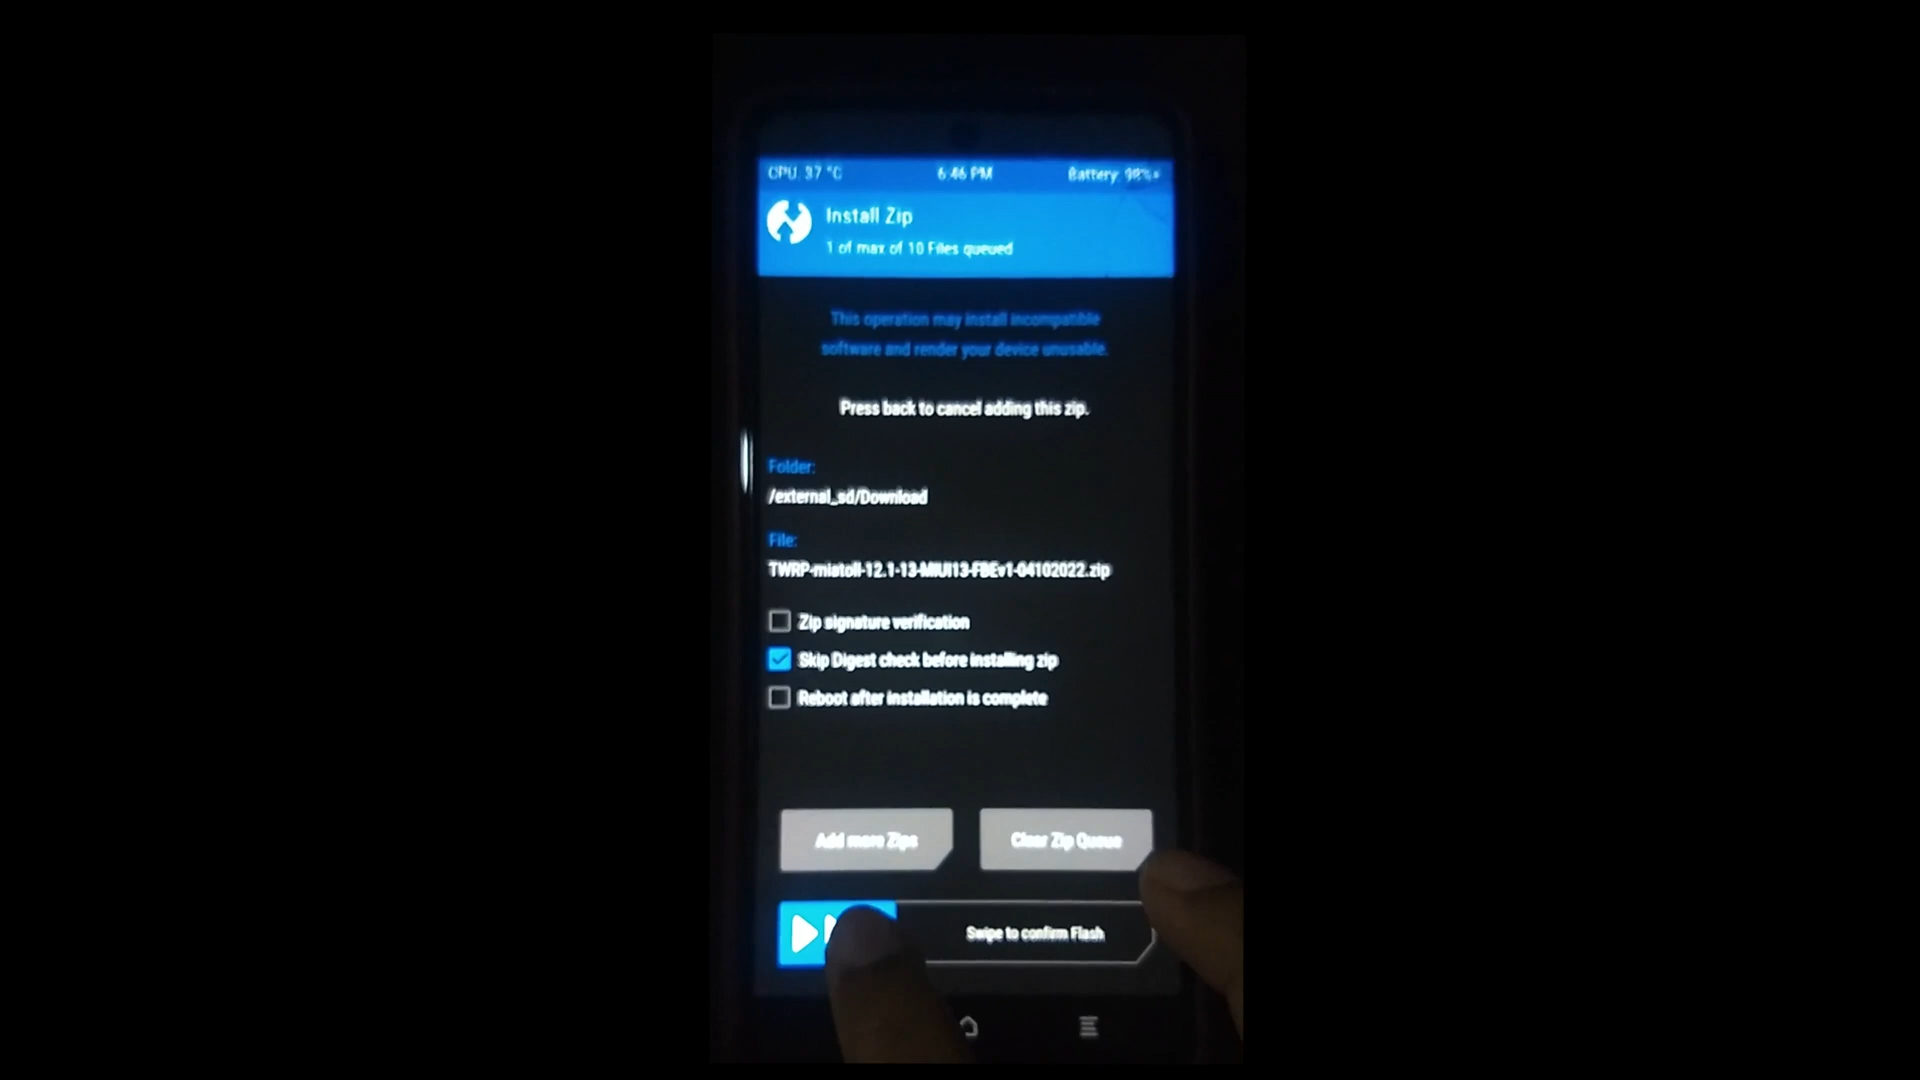 CPU: 37 °C 6:46 PM Battery: 98%+
Install Zip
1 of max of 10 Files queued
This operation may install incompatible
software and render your device unusable.
Press back to cancel adding this zip.
Folder:
/external_sd/Download
File:
TWRP-miatoll-12.1-13-MIUI13-FBEv1-04102022.zip
Zip signature verification
Skip Digest check before installing zip
Reboot after installation is complete
Add more Zips
Clear Zip Queue
Swipe to confirm Flash